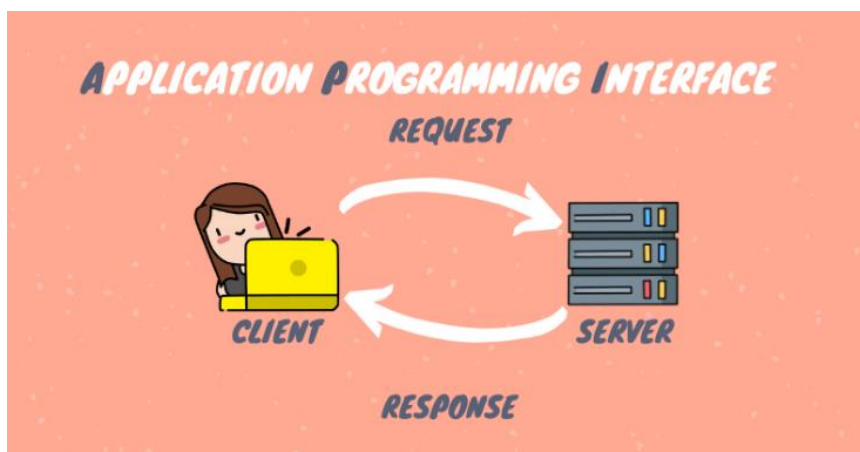 APPLICATION PROGRAMMING INTERFACE
REQUEST
CLIENT
SERVER
RESPONSE